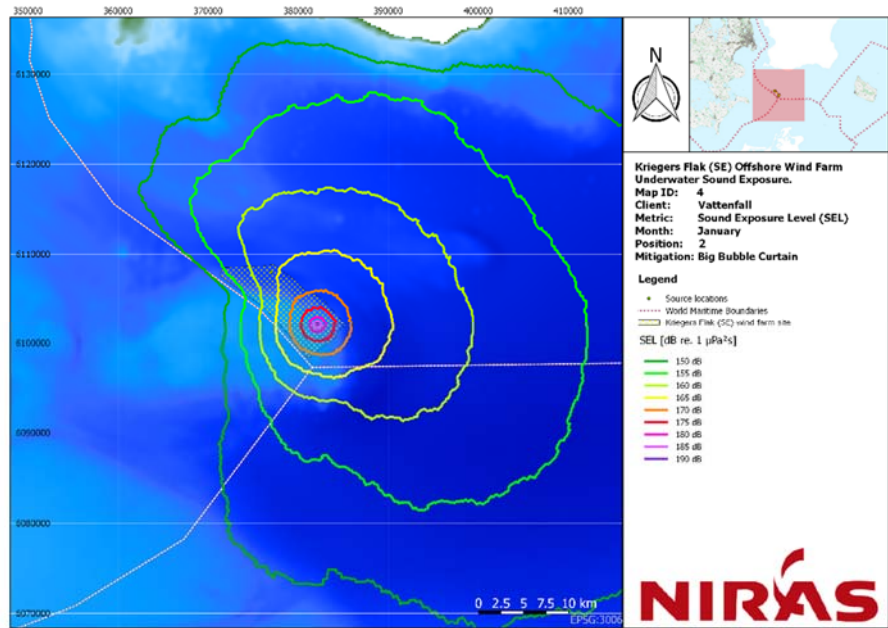 350000 360000 370000 380000 390000 400000 410000
6130000
6120000
6110000
6100000
6090000
6080000
6070000
0 2.5 5 7.5 10 km
EPSG:3006
N
Kriegers Flak (SE) Offshore Wind Farm
Underwater Sound Exposure.
Map ID: 4
Client: Vattenfall
Metric: Sound Exposure Level (SEL)
Month: January
Position: 2
Mitigation: Big Bubble Curtain
Legend
Source locations
World Maritime Boundaries
Kriegers Flak (SE) wind farm site
SEL [dB re. 1 µPa²s]
150 dB
155 dB
160 dB
165 dB
170 dB
175 dB
180 dB
185 dB
190 dB
NIRAS